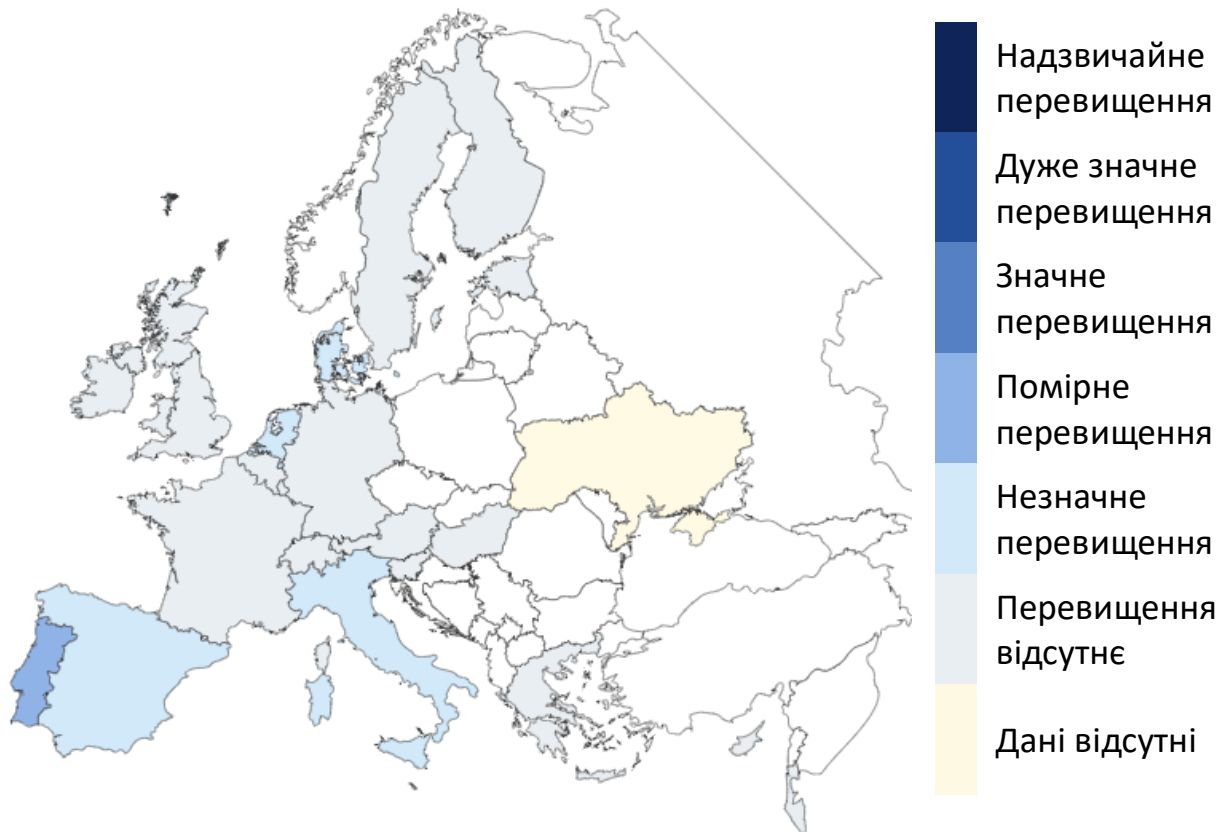 Надзвичайне
перевищення
Дуже значне
перевищення
Значне
перевищення
Помірне
перевищення
Незначне
перевищення
Перевищення
відсутнє
Дані відсутні